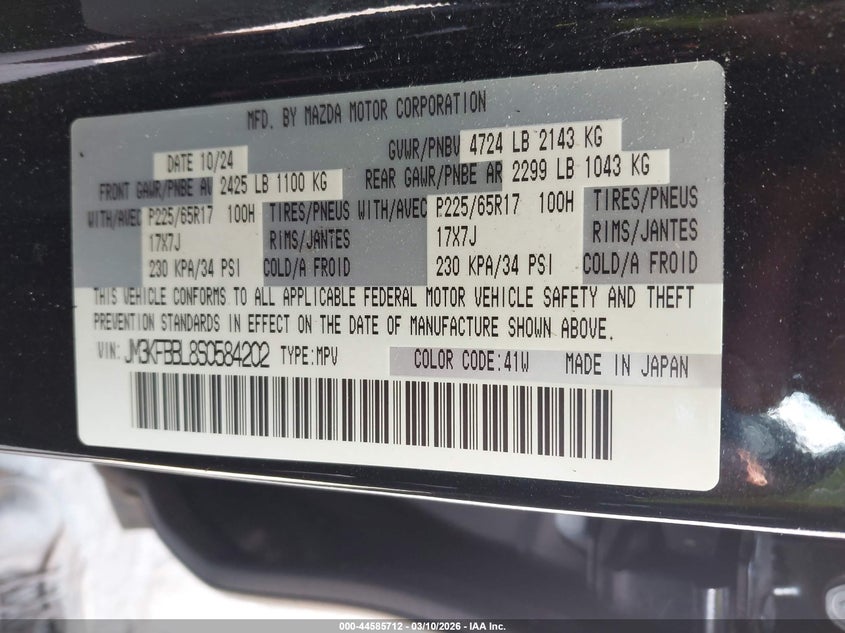 MFD. BY MAZDA MOTOR CORPORATION
DATE 10/24 GVWR/PNBV 4724 LB 2143 KG
FRONT GAWR/PNBE AV 2425 LB 1100 KG REAR GAWR/PNBE AR 2299 LB 1043 KG
WITH/AVEC P225/65R17 100H TIRES/PNEUS WITH/AVEC P225/65R17 100H TIRES/PNEUS
17X7J RIMS/JANTES 17X7J RIMS/JANTES
230 KPA/34 PSI COLD/A FROID 230 KPA/34 PSI COLD/A FROID
THIS VEHICLE CONFORMS TO ALL APPLICABLE FEDERAL MOTOR VEHICLE SAFETY AND THEFT
PREVENTION STANDARDS IN EFFECT ON THE DATE OF MANUFACTURE SHOWN ABOVE.
VIN: JM3KFBBL8S0584202 TYPE:MPV COLOR CODE:41W MADE IN JAPAN
000-44585712 - 03/10/2026 - IAA Inc.